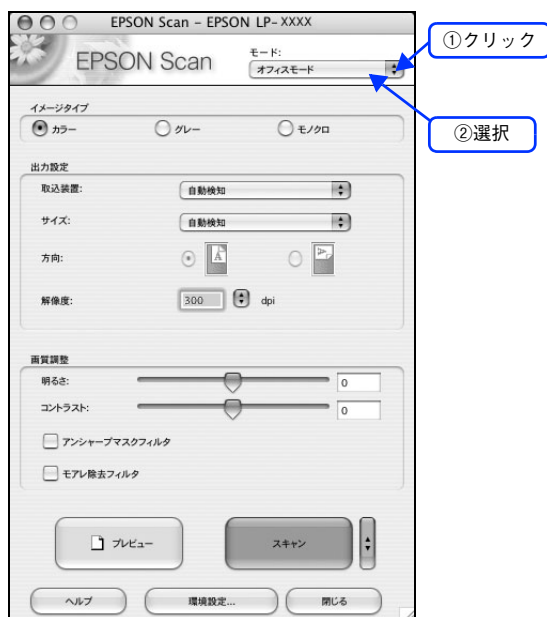 EPSON Scan - EPSON LP-XXXX
EPSON Scan
モード:
オフィスモード
①クリック
②選択
イメージタイプ
カラー グレー モノクロ
出力設定
取込装置: 自動検知
サイズ: 自動検知
方向: A A
解像度: 300 dpi
画質調整
明るさ: 0
コントラスト: 0
アンシャープマスクフィルタ
モアレ除去フィルタ
プレビュー スキャン
ヘルプ 環境設定... 閉じる